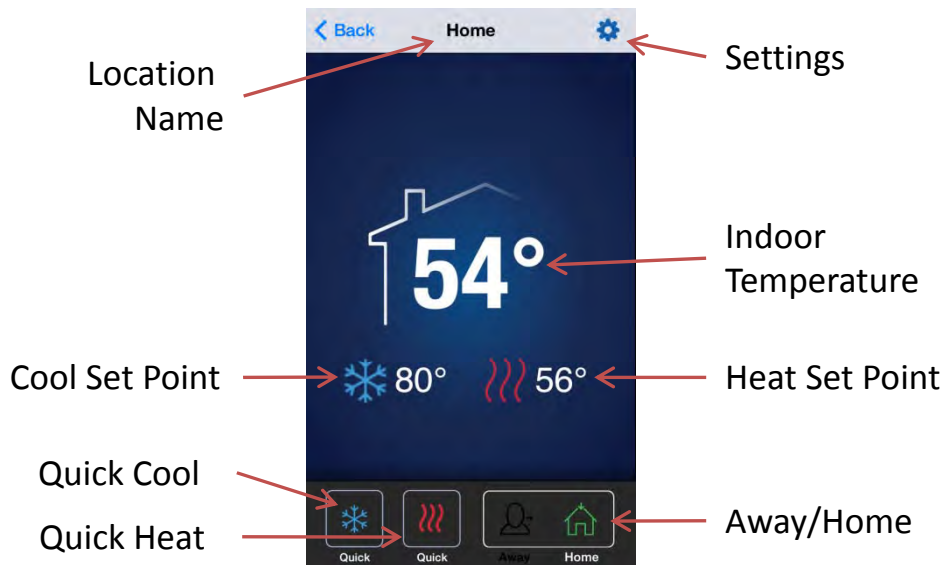 Back Home
Location
Name
Settings
54°
Indoor
Temperature
Cool Set Point
80° 56°
Heat Set Point
Quick Cool
Quick Heat
Away/Home
Quick Quick Away Home